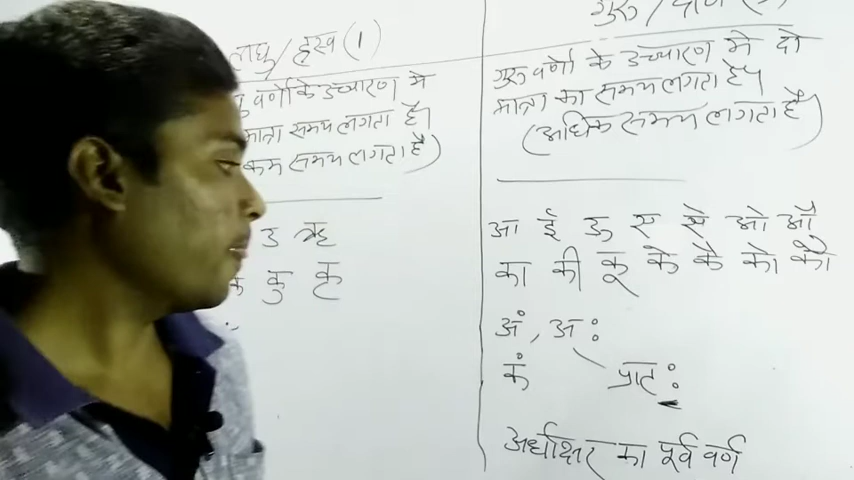 लघु / ह्रस्व (।)
वर्णो के उच्चारण मे
मात्रा समय लगता है।
कम समय लगता है)
उ ऋ
क कु कृ
गुरु / दीर्घ (S)
गुरु वर्णो के उच्चारण मे दो
मात्रा का समय लगता है।
(अधिक समय लगता है)
आ ई ऊ ए ऐ ओ औ
का की कू के कै को कौ
अं , अः
कं प्रातः
अर्धाक्षर का पूर्व वर्ण